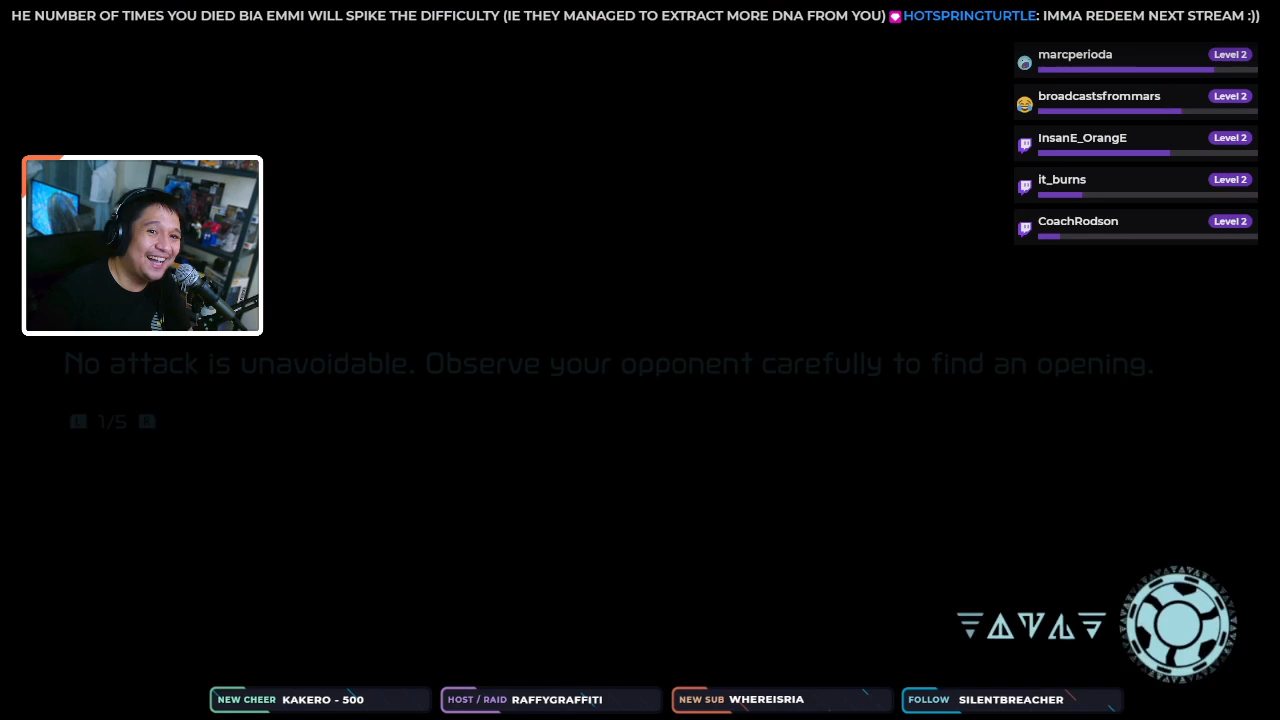 HE NUMBER OF TIMES YOU DIED BIA EMMI WILL SPIKE THE DIFFICULTY (IE THEY MANAGED TO EXTRACT MORE DNA FROM YOU) HOTSPRINGTURTLE: IMMA REDEEM NEXT STREAM :))
marcperioda Level 2
broadcastsfrommars Level 2
InsanE_OrangE Level 2
it_burns Level 2
CoachRodson Level 2
No attack is unavoidable. Observe your opponent carefully to find an opening.
L 1/5 R
NEW CHEER KAKERO - 500 HOST / RAID RAFFYGRAFFITI NEW SUB WHEREISRIA FOLLOW SILENTBREACHER